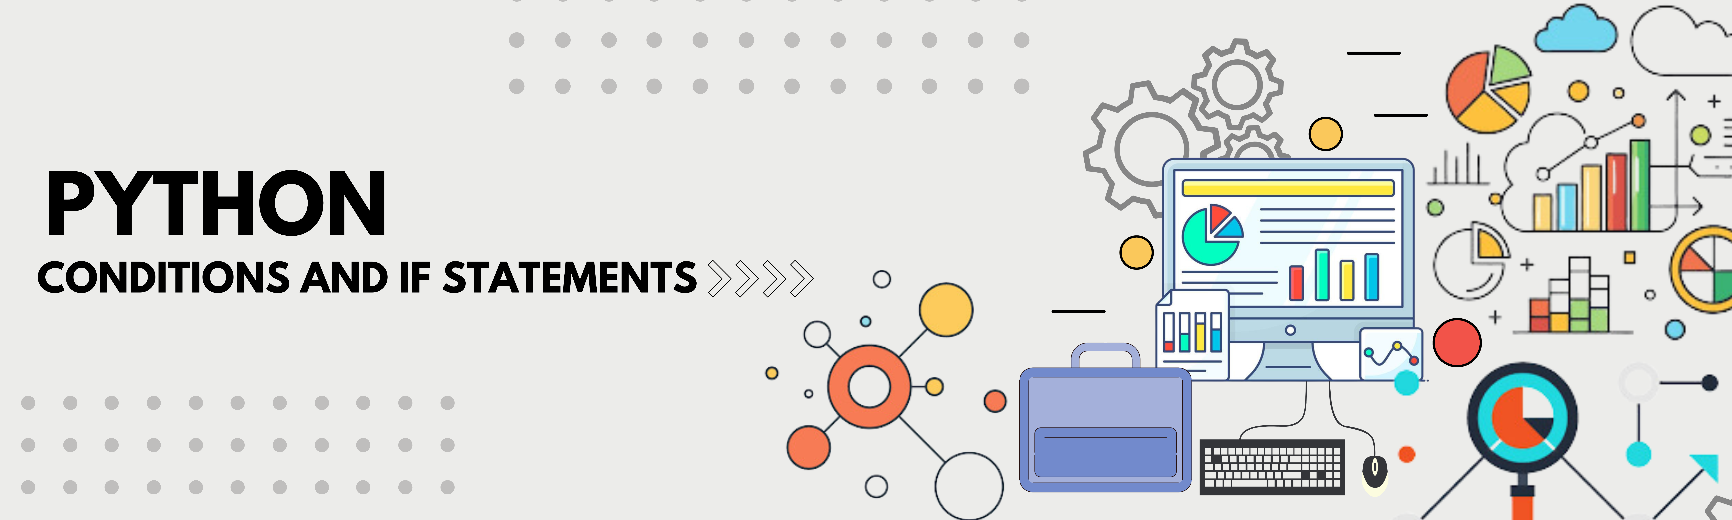 PYTHON
CONDITIONS AND IF STATEMENTS